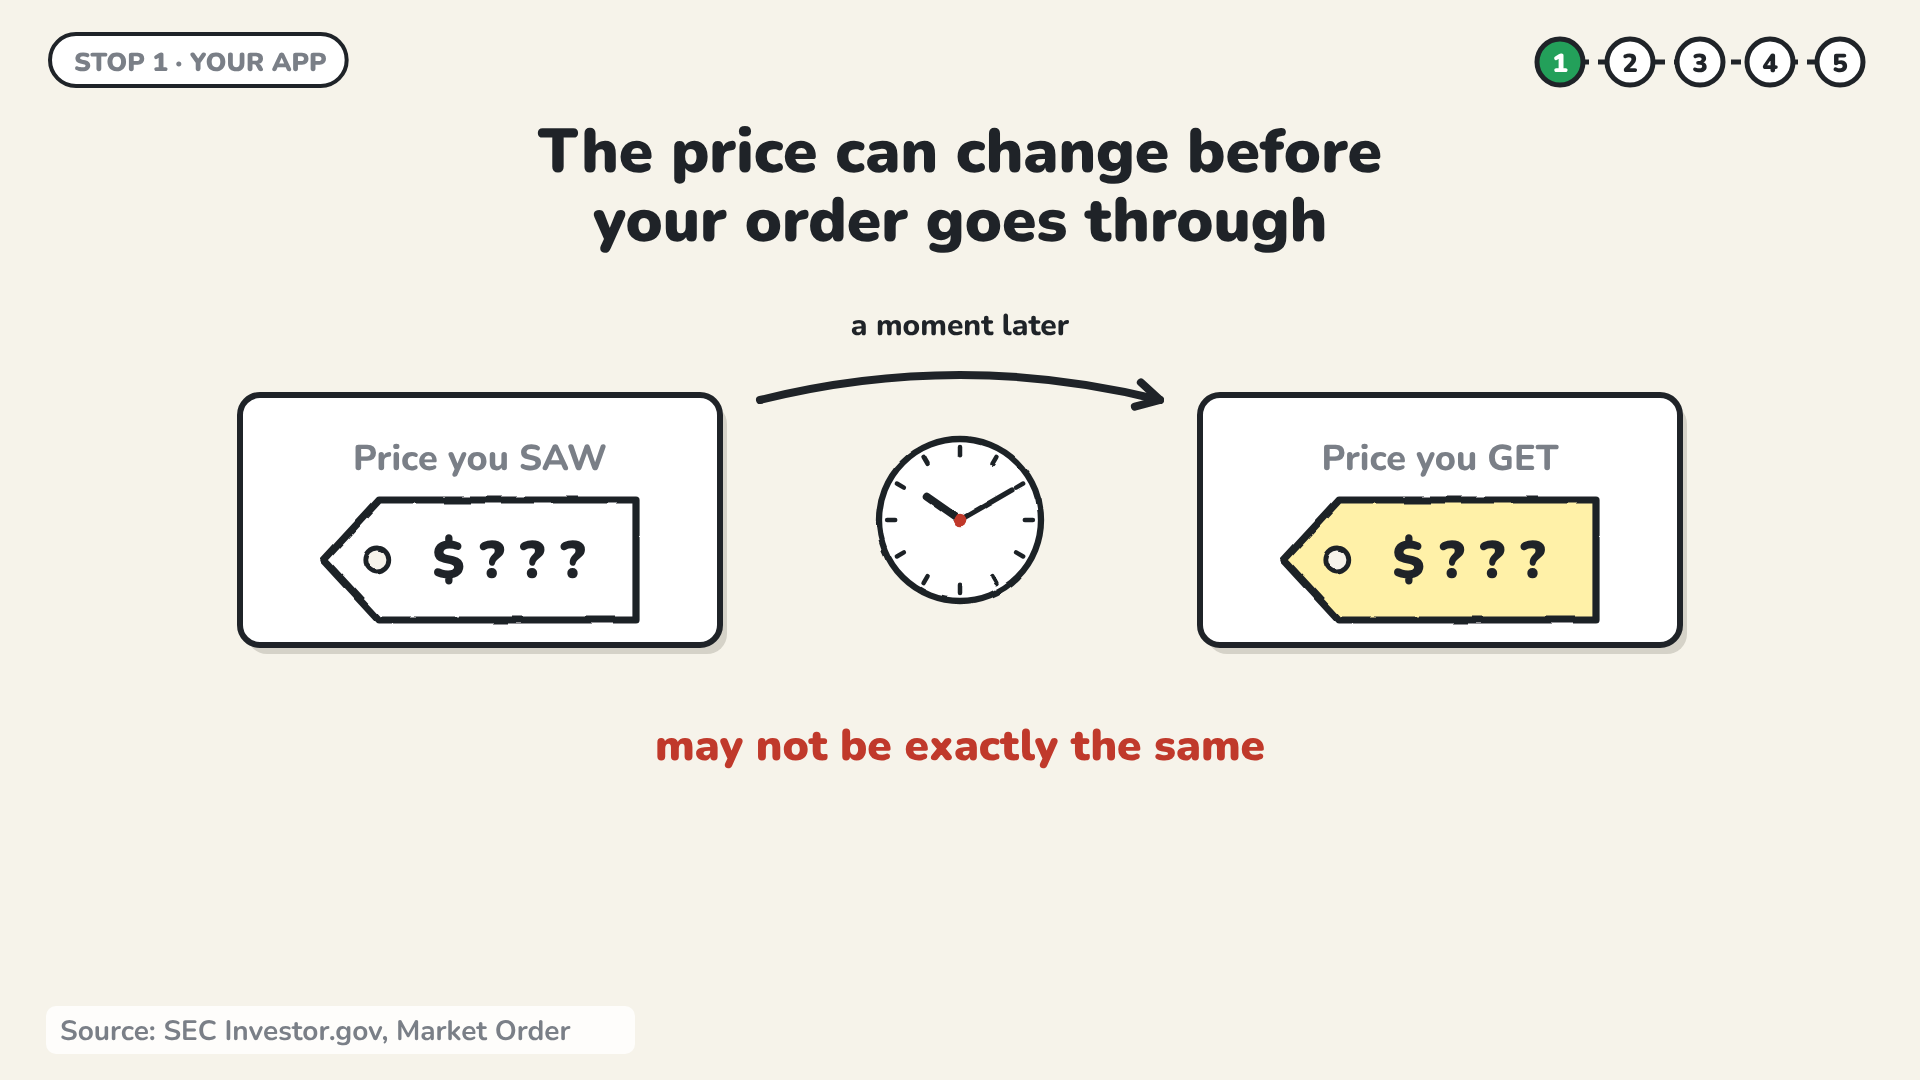 STOP 1 · YOUR APP
1 2 3 4 5
The price can change before
your order goes through
a moment later
Price you SAW
$???
Price you GET
$???
may not be exactly the same
Source: SEC Investor.gov, Market Order